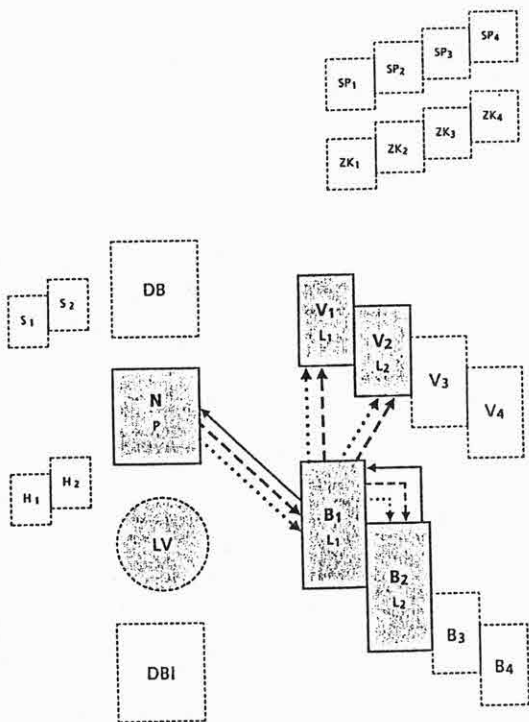 SP₁ SP₂ SP₃ SP₄
ZK₁ ZK₂ ZK₃ ZK₄
DB
S₁ S₂
V₁
L₁
V₂
L₂
V₃
V₄
N
P
H₁ H₂
LV
B₁
L₁
B₂
L₂
B₃
B₄
DBI